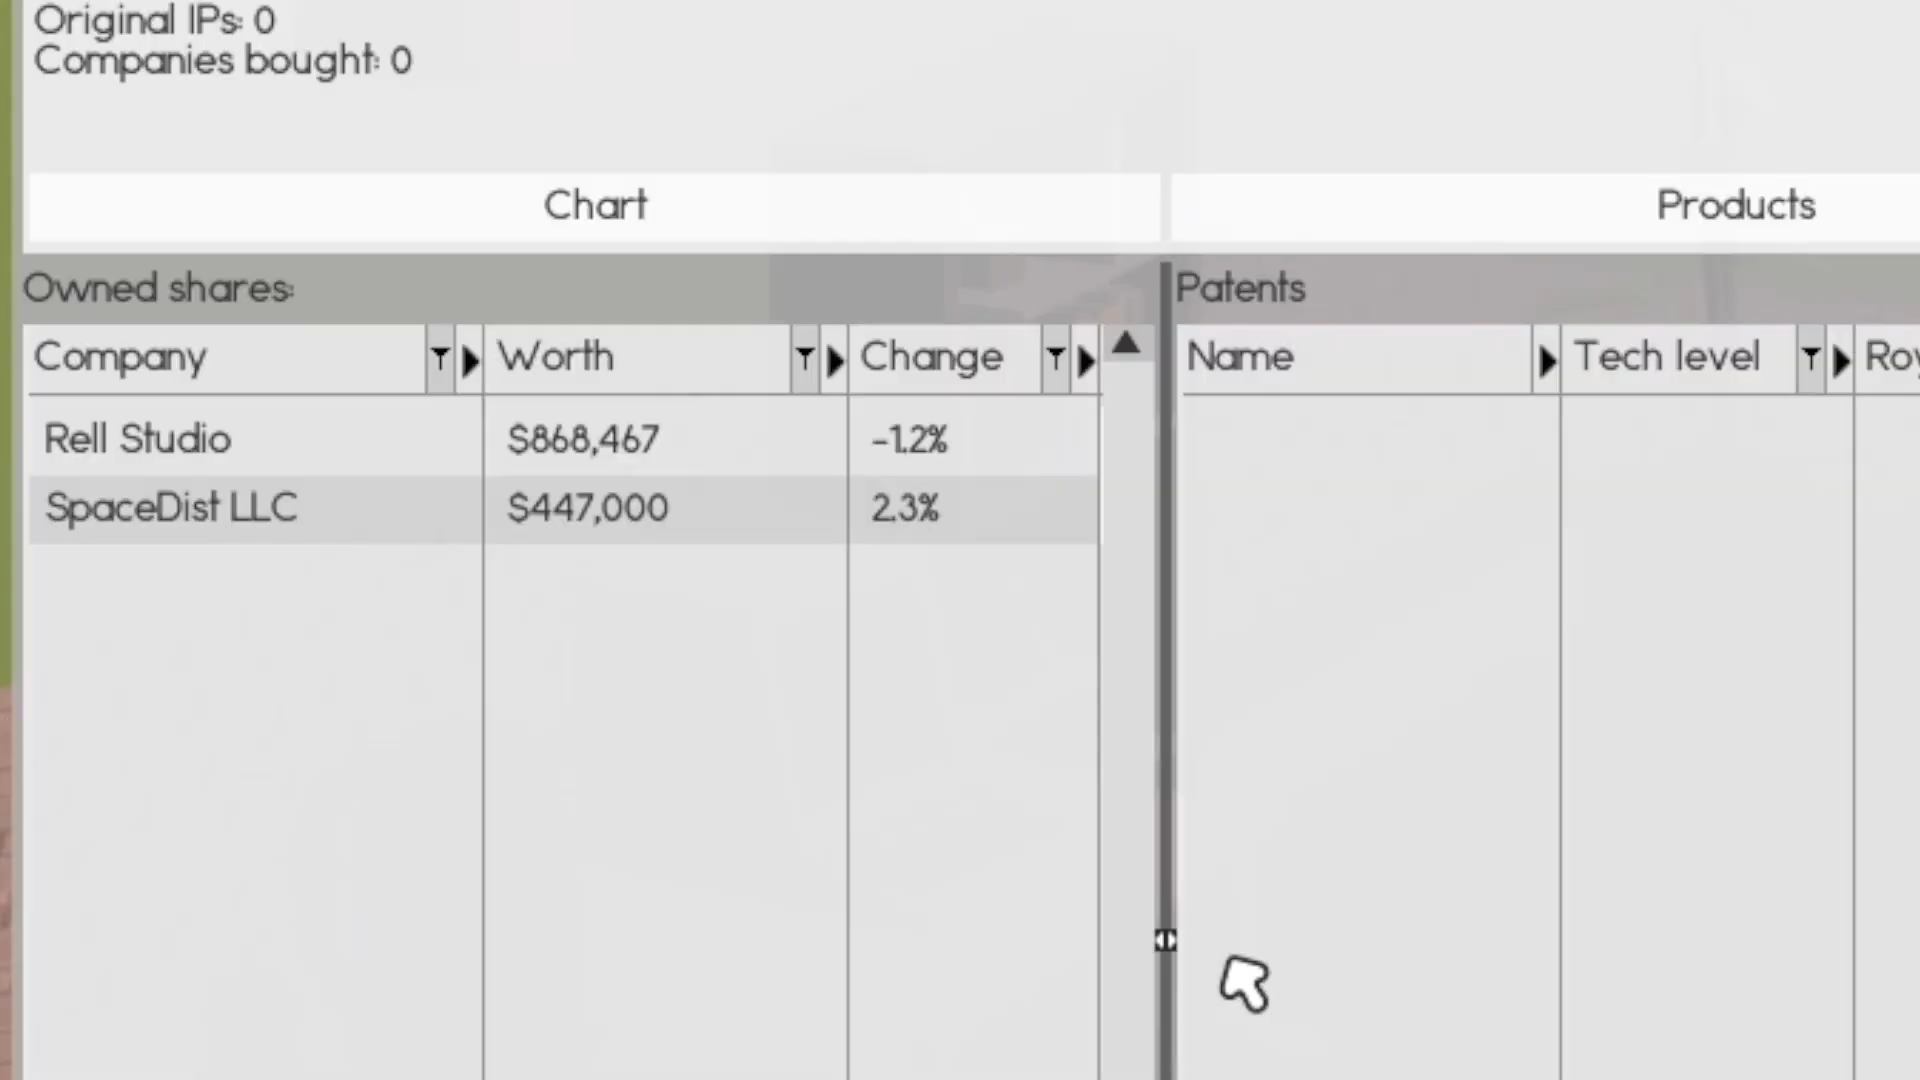 Original IPs: 0
Companies bought: 0
Chart
Products
Owned shares:
Patents
Company
Worth
Change
Name
Tech level
Rell Studio
$868,467
-1.2%
SpaceDist LLC
$447,000
2.3%